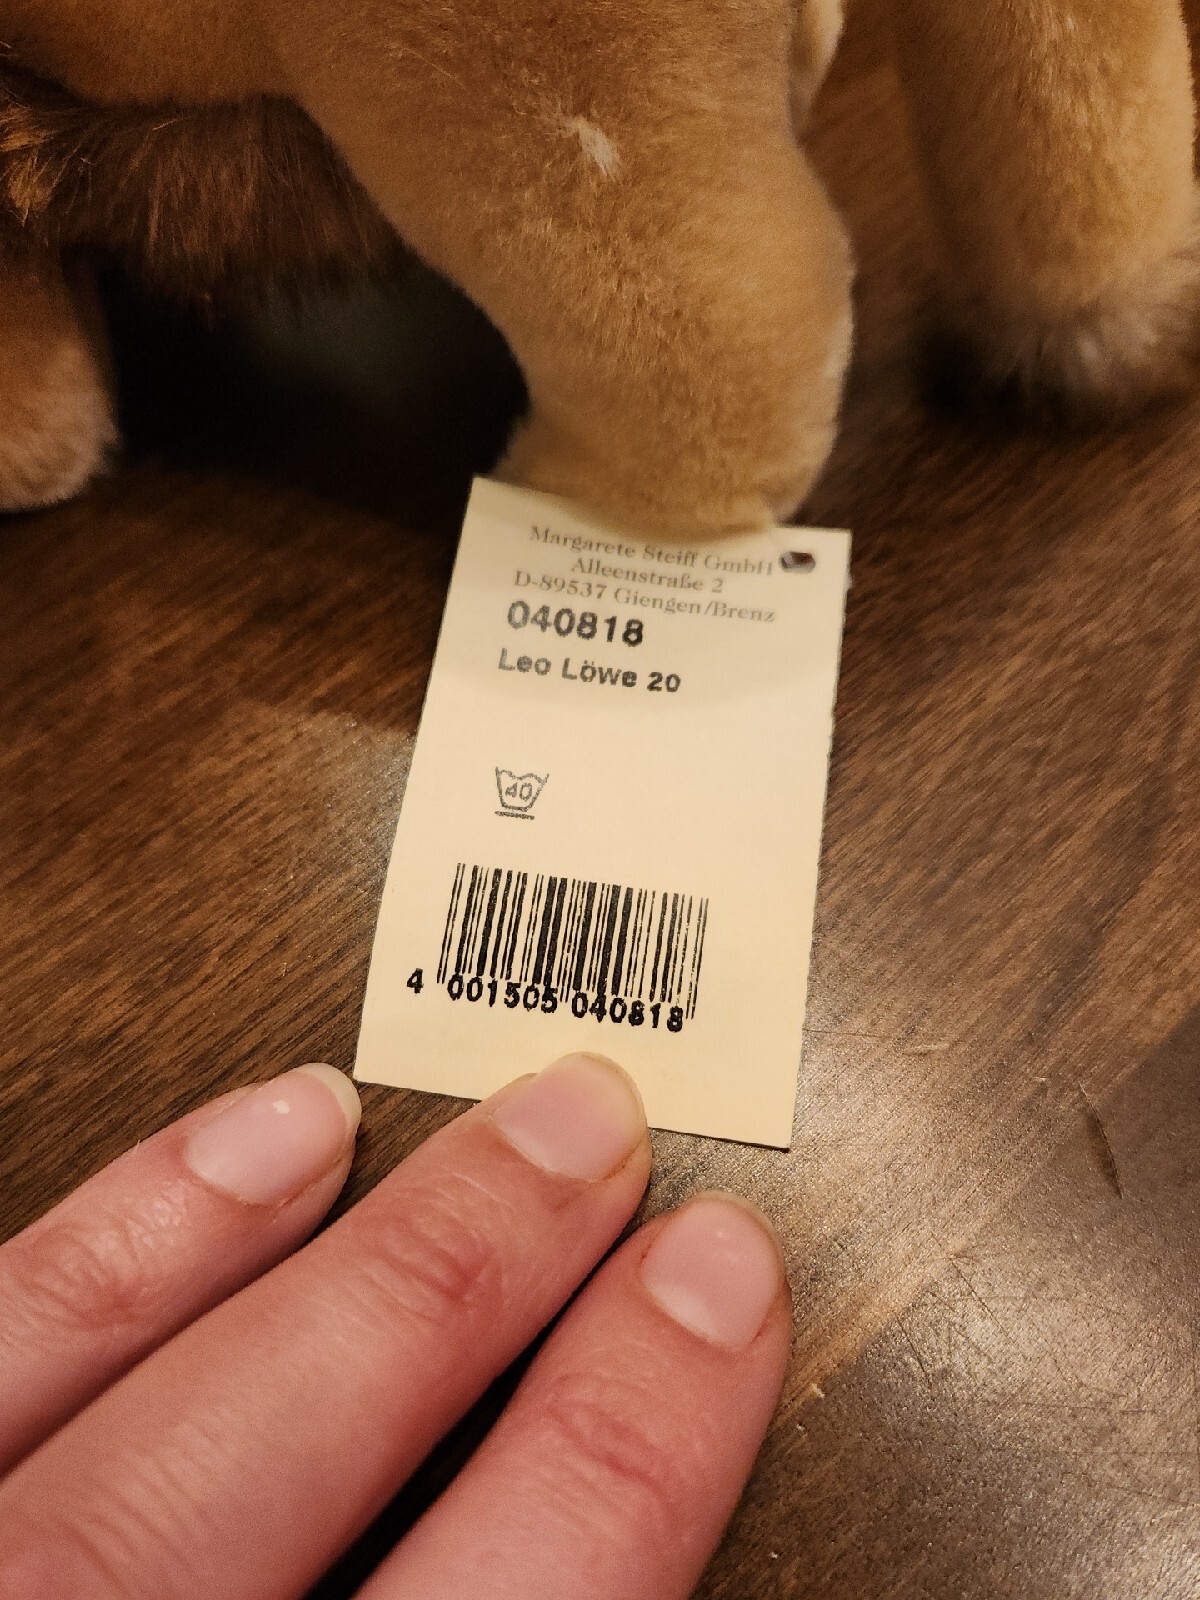 Margarete Steiff GmbH
Alleenstraße 2
D-89537 Giengen/Brenz
040818
Leo Löwe 20
40
4 001505 040818